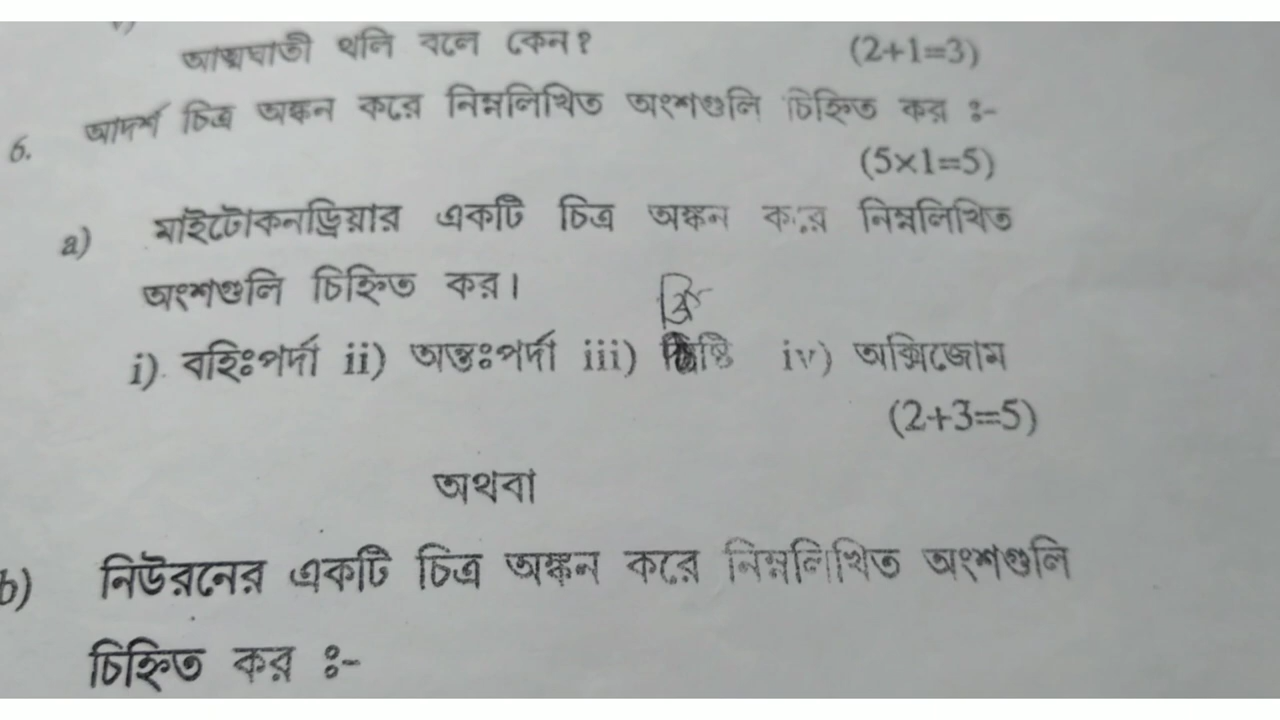 আত্মঘাতী থলি বলে কেন? (2+1=3)
6. আদর্শ চিত্র অঙ্কন করে নিম্নলিখিত অংশগুলি চিহ্নিত কর ঃ-
(5×1=5)
a) মাইটোকনড্রিয়ার একটি চিত্র অঙ্কন করে নিম্নলিখিত
অংশগুলি চিহ্নিত কর।
i). বহিঃপর্দা ii) অন্তঃপর্দা iii) iv) অক্সিজোম
(2+3=5)
অথবা
b) নিউরনের একটি চিত্র অঙ্কন করে নিম্নলিখিত অংশগুলি
চিহ্নিত কর ঃ-